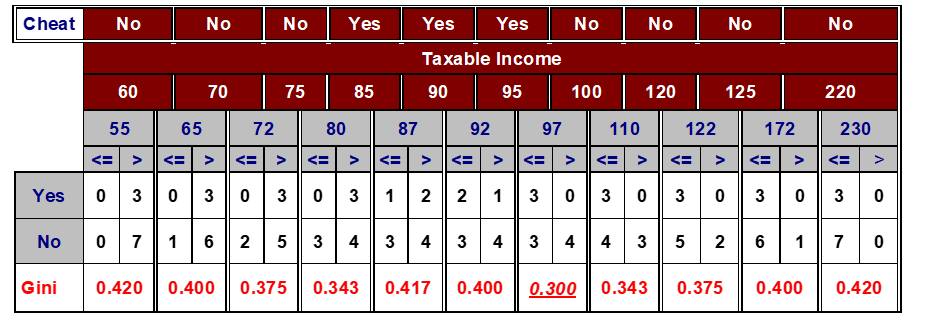 Cheat No No No Yes Yes Yes No No No No
Taxable Income
60 70 75 85 90 95 100 120 125 220
55 65 72 80 87 92 97 110 122 172 230
<= > <= > <= > <= > <= > <= > <= > <= > <= > <= > <= >
Yes 0 3 0 3 0 3 0 3 1 2 2 1 3 0 3 0 3 0 3 0 3 0
No 0 7 1 6 2 5 3 4 3 4 3 4 3 4 4 3 5 2 6 1 7 0
Gini 0.420 0.400 0.375 0.343 0.417 0.400 0.300 0.343 0.375 0.400 0.420